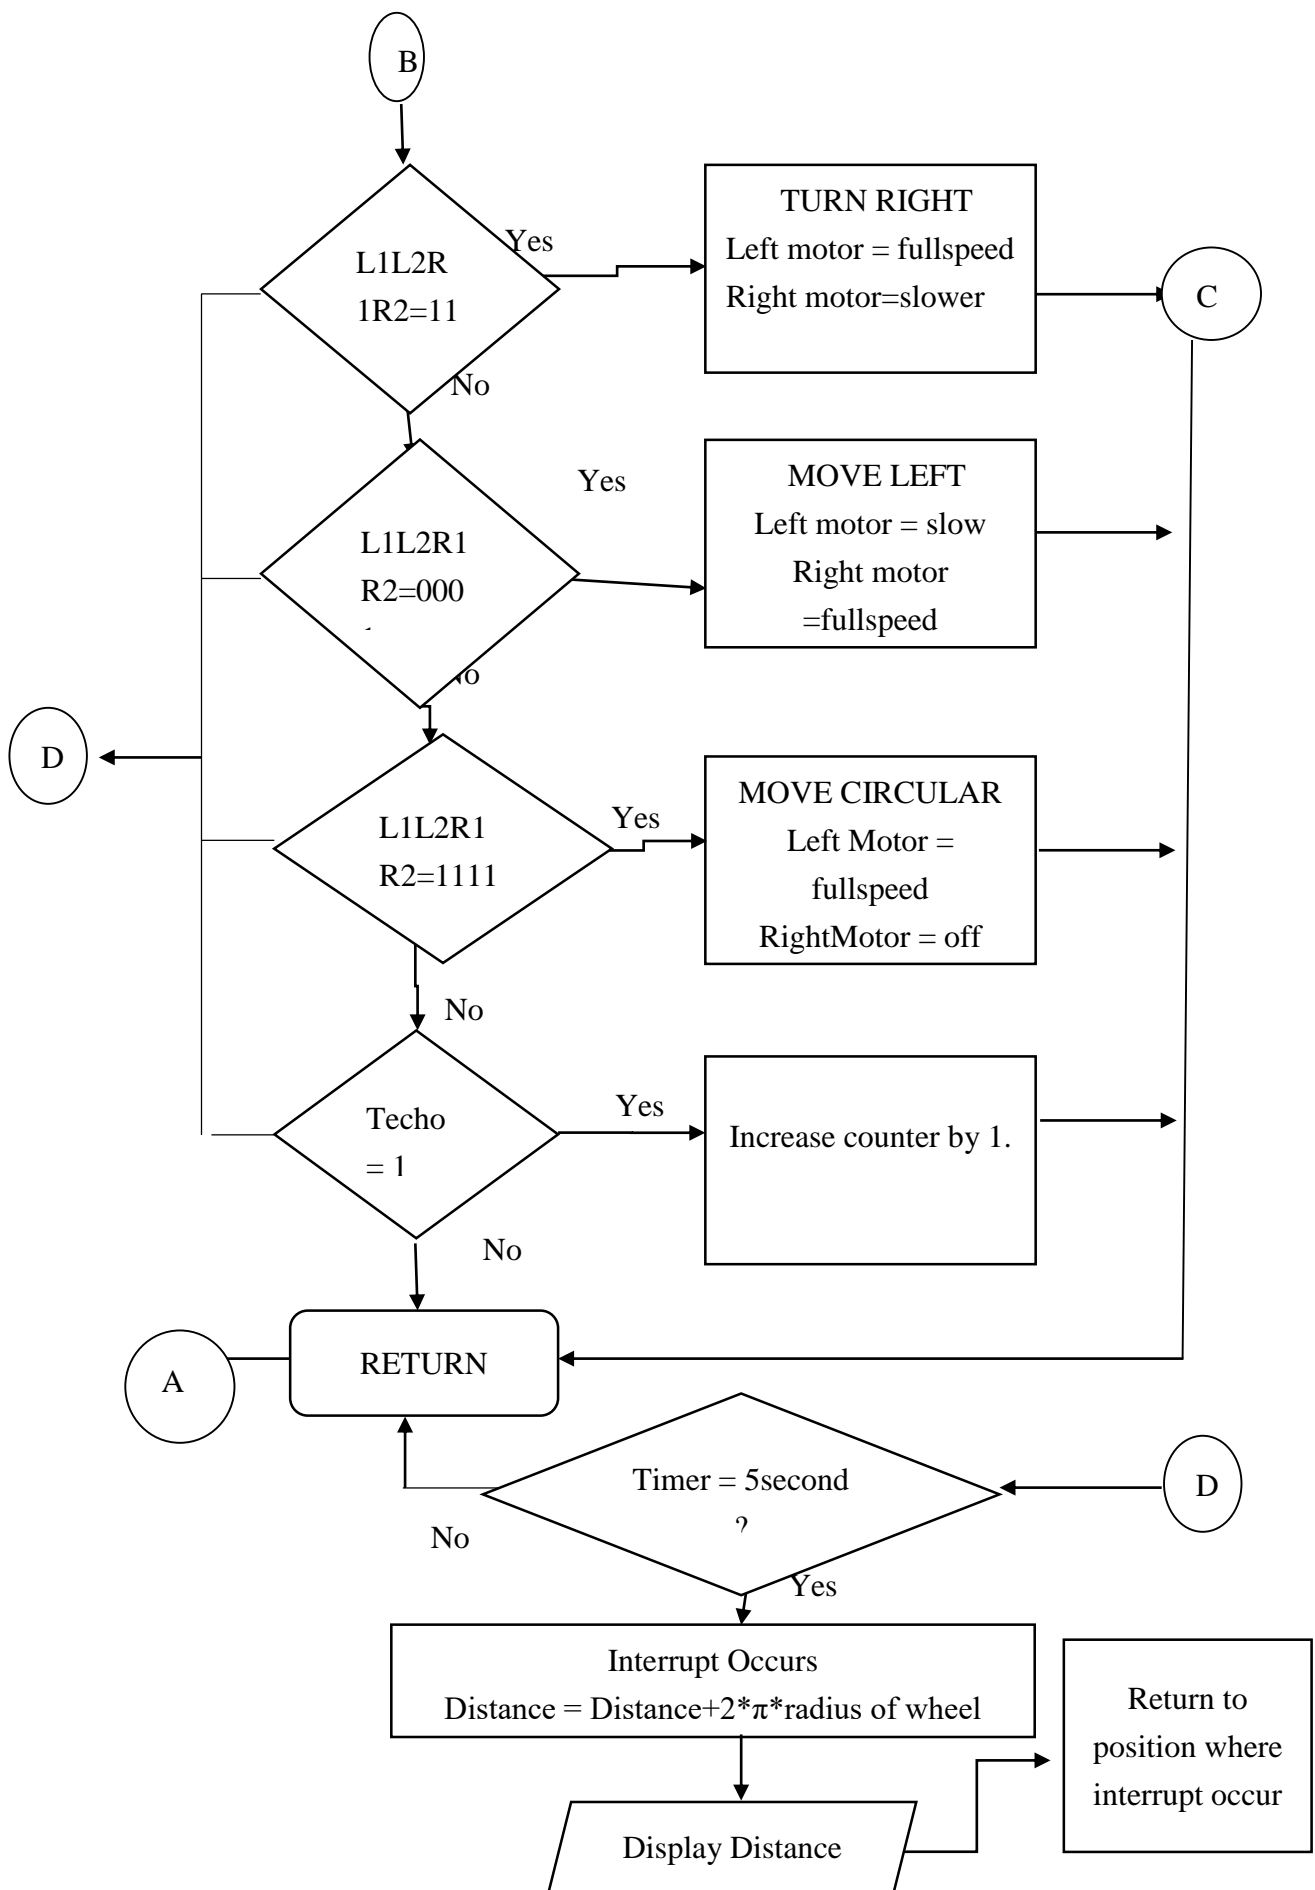 B
L1L2R
1R2=11
Yes
TURN RIGHT
Left motor = fullspeed
Right motor=slower
C
No
L1L2R1
R2=000
Yes
MOVE LEFT
Left motor = slow
Right motor
=fullspeed
No
D
L1L2R1
R2=1111
Yes
MOVE CIRCULAR
Left Motor =
fullspeed
RightMotor = off
No
Techo
= 1
Yes
Increase counter by 1.
No
RETURN
A
Timer = 5second
?
D
No
Yes
Interrupt Occurs
Distance = Distance+2*π*radius of wheel
Return to
position where
interrupt occur
Display Distance